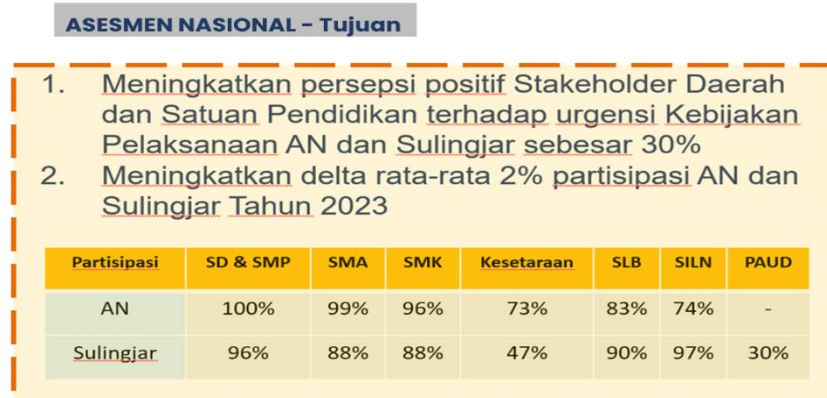 ASESMEN NASIONAL - Tujuan
1. Meningkatkan persepsi positif Stakeholder Daerah
dan Satuan Pendidikan terhadap urgensi Kebijakan
Pelaksanaan AN dan Sulingjar sebesar 30%
2. Meningkatkan delta rata-rata 2% partisipasi AN dan
Sulingjar Tahun 2023
Partisipasi SD & SMP SMA SMK Kesetaraan SLB SILN PAUD
AN 100% 99% 96% 73% 83% 74% -
Sulingjar 96% 88% 88% 47% 90% 97% 30%